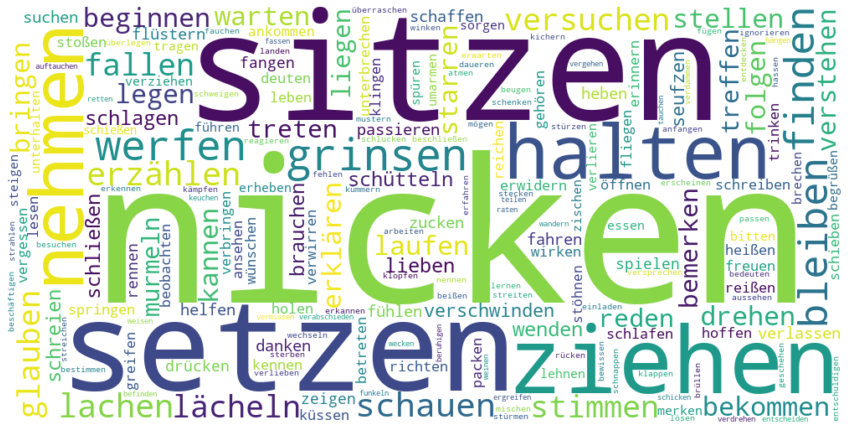 überraschen
suchen beginnen warten schaffen sorgen versuchen stellen ignorieren
fauchen winken kichern fügen hängen
stoßen flüstern tragen ankommen erwarten
überlegen landen fassen
auftauchen fallen verziehen fangen deuten liegen unterbrechen klingen
sitzen
dauern vergehen entdecken hassen verdammen
spüren umarmen atmen starren gehören erinnern seufzen treffen folgen finden verstehen
bringen unterhalten retten schweigen legen leben beugen schenken heben
schießen schlagen führen treten passieren mustern mögen stürzen tauchen anfangen trinken
nehmen werfen reagieren grinsen schlucken beschließen reichen verlieren fliegen halten brechen erscheinen begrüßen
steigen lesen erzählen erkennen kämpfen erheben fehlen schütteln kümmern erfahren erwidern stecken teilen raten öffnen schreiben schieben
keuchen
strahlen besuchen vergessen schließen rennen murmeln beobachten kannen verbringen ansehen wünschen brauchen verwirren erklären
nicken
zucken arbeiten klopfen laufen lieben nennen beißen wandern zischen fahren wirken essen spielen bemerken heißen freuen reißen bitten passen versprechen bedeuten aussehen bleiben
beschäftigen schreien springen helfen vermissen verabschieden holen erkannen fühlen verschwinden lernen streiten stöhnen einladen
glauben streichen weisen greifen
setzen
wechseln danken sterben kennen verlieben betreten richten wecken weinen beruhigen packen wenden lehnen rücken reden schlafen bewissen schnappen klappen drehen hoffen verlassen geschehen brüllen
ziehen
bestimmen befinden drücken zeigen küssen funkeln schauen ergreifen mischen stürmen stimmen schicken merken lösen bekommen verdrehen entscheiden entschuldigen
lachen lächeln